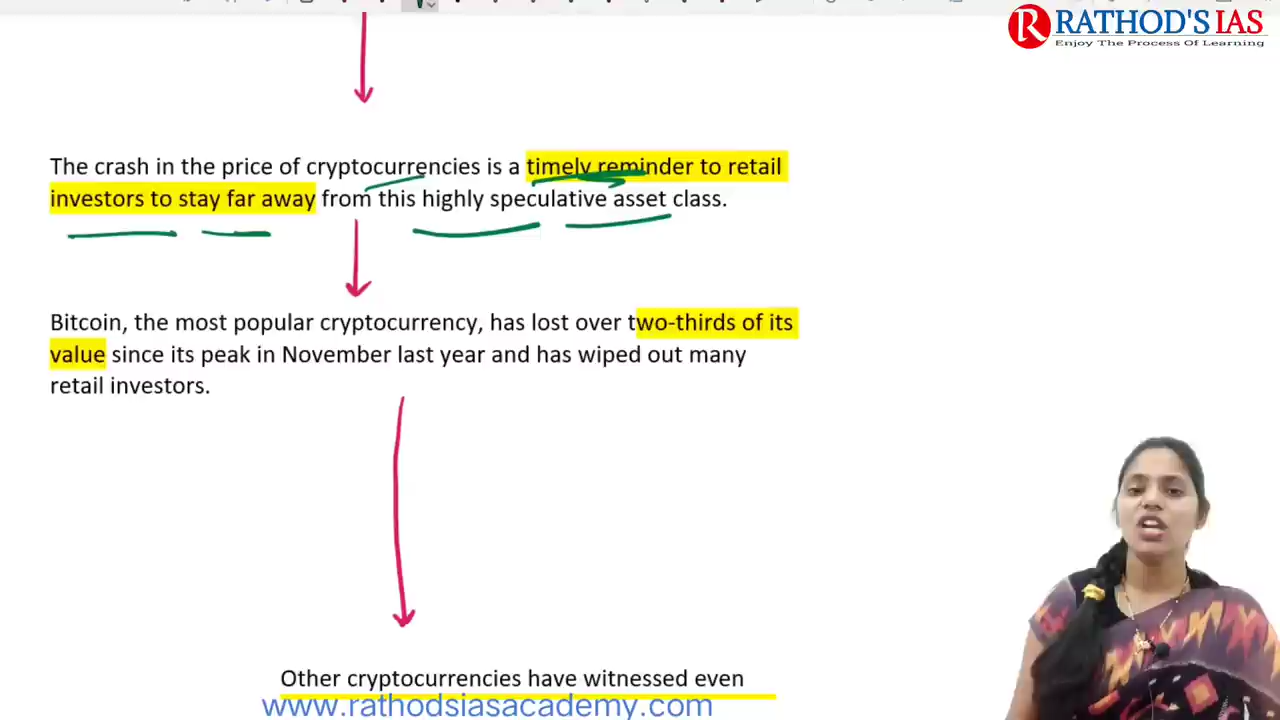 RATHOD'S IAS
Enjoy The Process Of Learning
The crash in the price of cryptocurrencies is a timely reminder to retail
investors to stay far away from this highly speculative asset class.
Bitcoin, the most popular cryptocurrency, has lost over two-thirds of its
value since its peak in November last year and has wiped out many
retail investors.
Other cryptocurrencies have witnessed even
www.rathodsiasacademy.com